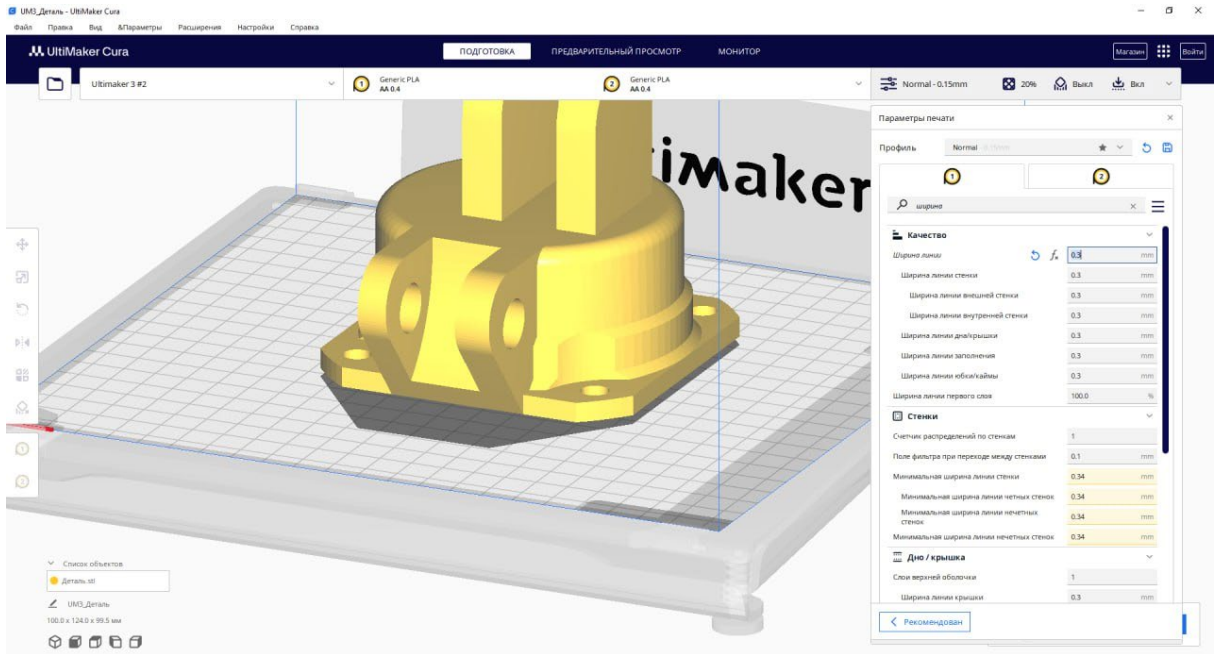 UM3_Деталь - UltiMaker Cura
Файл Правка Вид &Параметры Расширения Настройки Справка
UltiMaker Cura
ПОДГОТОВКА ПРЕДВАРИТЕЛЬНЫЙ ПРОСМОТР МОНИТОР
Магазин Войти
Ultimaker 3 #2
1 Generic PLA
AA 0.4
2 Generic PLA
AA 0.4
Normal - 0.15mm 20% Выкл Вкл
Параметры печати
Профиль Normal - 0.15mm
1 2
ширина
Качество
Ширина линии 0.3 mm
Ширина линии стенки 0.3 mm
Ширина линии внешней стенки 0.3 mm
Ширина линии внутренней стенки 0.3 mm
Ширина линии дна/крышки 0.3 mm
Ширина линии заполнения 0.3 mm
Ширина линии юбки/каймы 0.3 mm
Ширина линии первого слоя 100.0 %
Стенки
Счетчик распределений по стенкам 1
Поле фильтра при переходе между стенками 0.1 mm
Минимальная ширина линии стенки 0.34 mm
Минимальная ширина линии четных стенок 0.34 mm
Минимальная ширина линии нечетных
стенок 0.34 mm
Минимальная ширина линии нечетных стенок 0.34 mm
Дно / крышка
Слои верхней оболочки 1
Ширина линии крышки 0.3 mm
Рекомендован
timaker
Список объектов
Деталь.stl
UM3_Деталь
100.0 x 124.0 x 99.5 мм